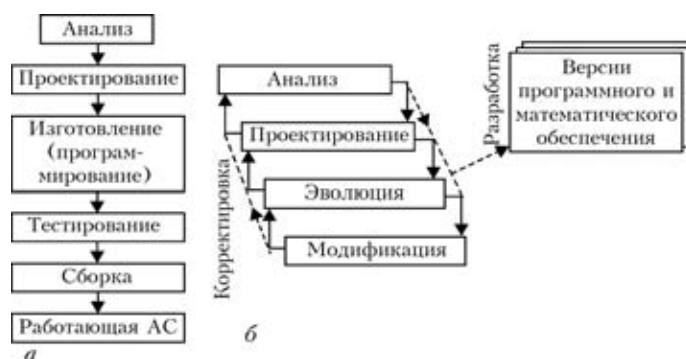 Анализ
Проектирование
Изготовление
(програм-
мирование)
Тестирование
Сборка
Работающая АС
а
Анализ
Проектирование
Эволюция
Модификация
Корректировка
Разработка
б
Версии
программного и
математического
обеспечения